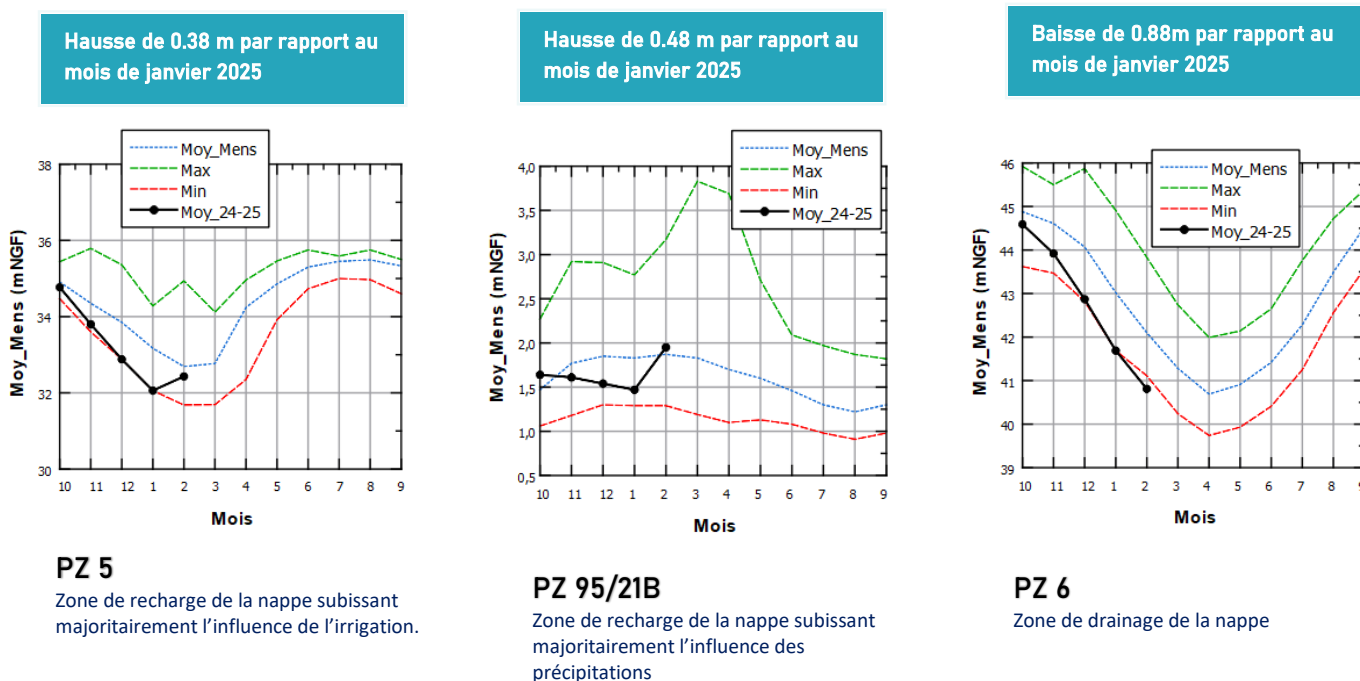 Hausse de 0.38 m par rapport au
mois de janvier 2025
Hausse de 0.48 m par rapport au
mois de janvier 2025
Baisse de 0.88m par rapport au
mois de janvier 2025
Moy_Mens
Max
Min
Moy_24-25
38
36
34
32
30
Moy_Mens (mNGF)
10 11 12 1 2 3 4 5 6 7 8 9
Mois
PZ 5
Zone de recharge de la nappe subissant
majoritairement l’influence de l’irrigation.
Moy_Mens
Max
Min
Moy_24-25
4,0
3,5
3,0
2,5
2,0
1,5
1,0
0,5
Moy_Mens (mNGF)
10 11 12 1 2 3 4 5 6 7 8 9
Mois
PZ 95/21B
Zone de recharge de la nappe subissant
majoritairement l’influence des
précipitations
Moy_Mens
Max
Min
Moy_24-25
46
45
44
43
42
41
40
39
Moy_Mens (mNGF)
10 11 12 1 2 3 4 5 6 7 8 9
Mois
PZ 6
Zone de drainage de la nappe